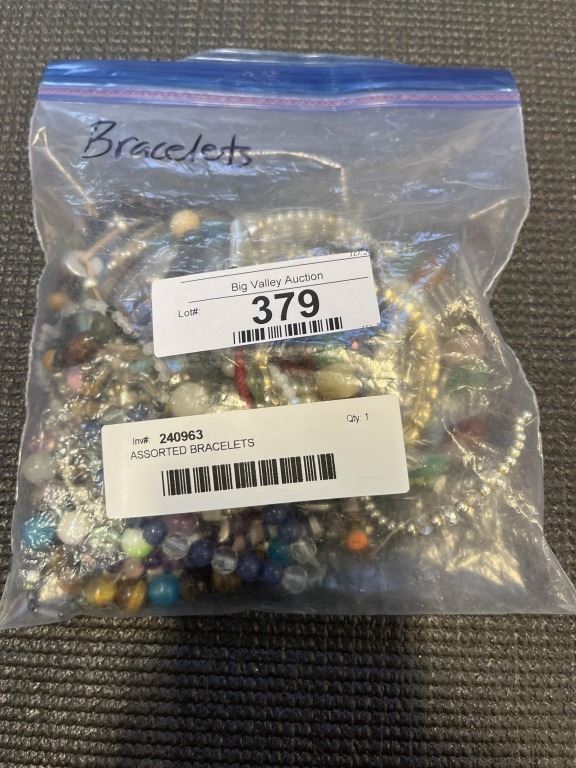 Bracelets
Big Valley Auction
Lot#: 379
Inv#: 240963 Qty: 1
ASSORTED BRACELETS